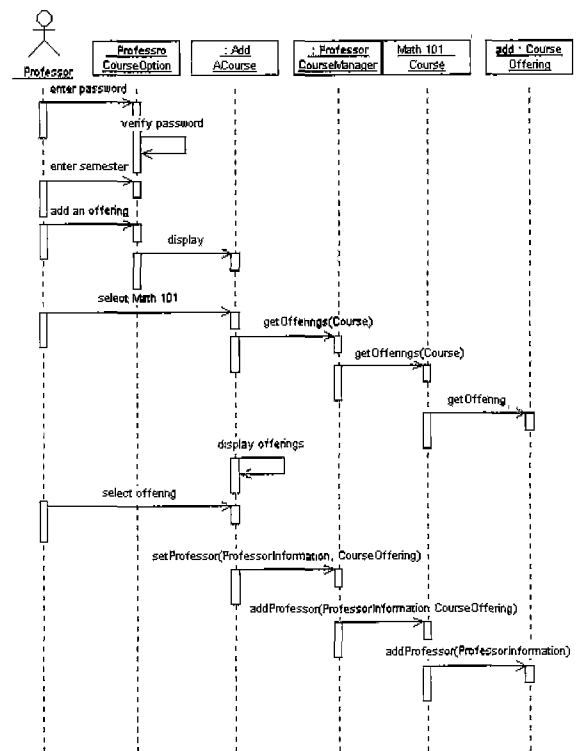 Professor
: Professro
CourseOption
: Add
ACourse
: Professor
CourseManager
Math 101
Course
add : Course
Offering
enter password
verify password
enter semester
add an offering
display
select Math 101
getOfferings(Course)
getOfferings(Course)
getOffering
display offerings
select offering
setProfessor(ProfessorInformation, CourseOffering)
addProfessor(ProfessorInformation CourseOffering)
addProfessor(ProfessorInformation)